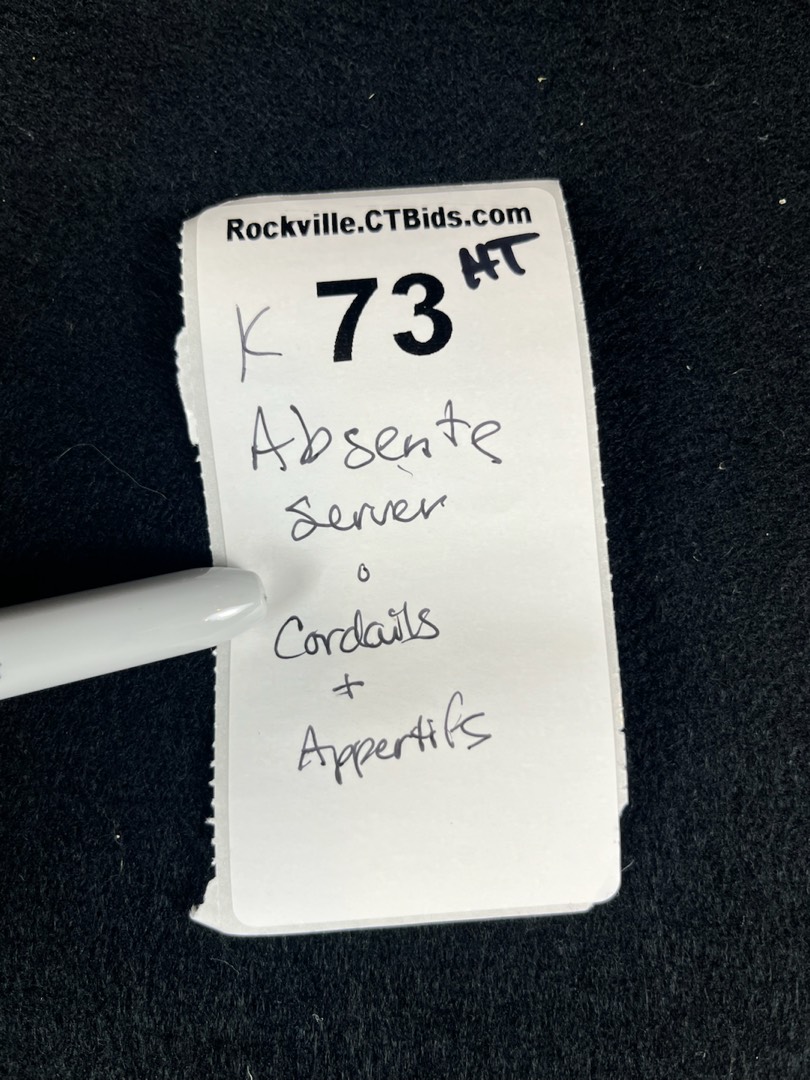 Rockville.CTBids.com
K 73 HT
Absente
Server
o
Cordails
+
Appertifs